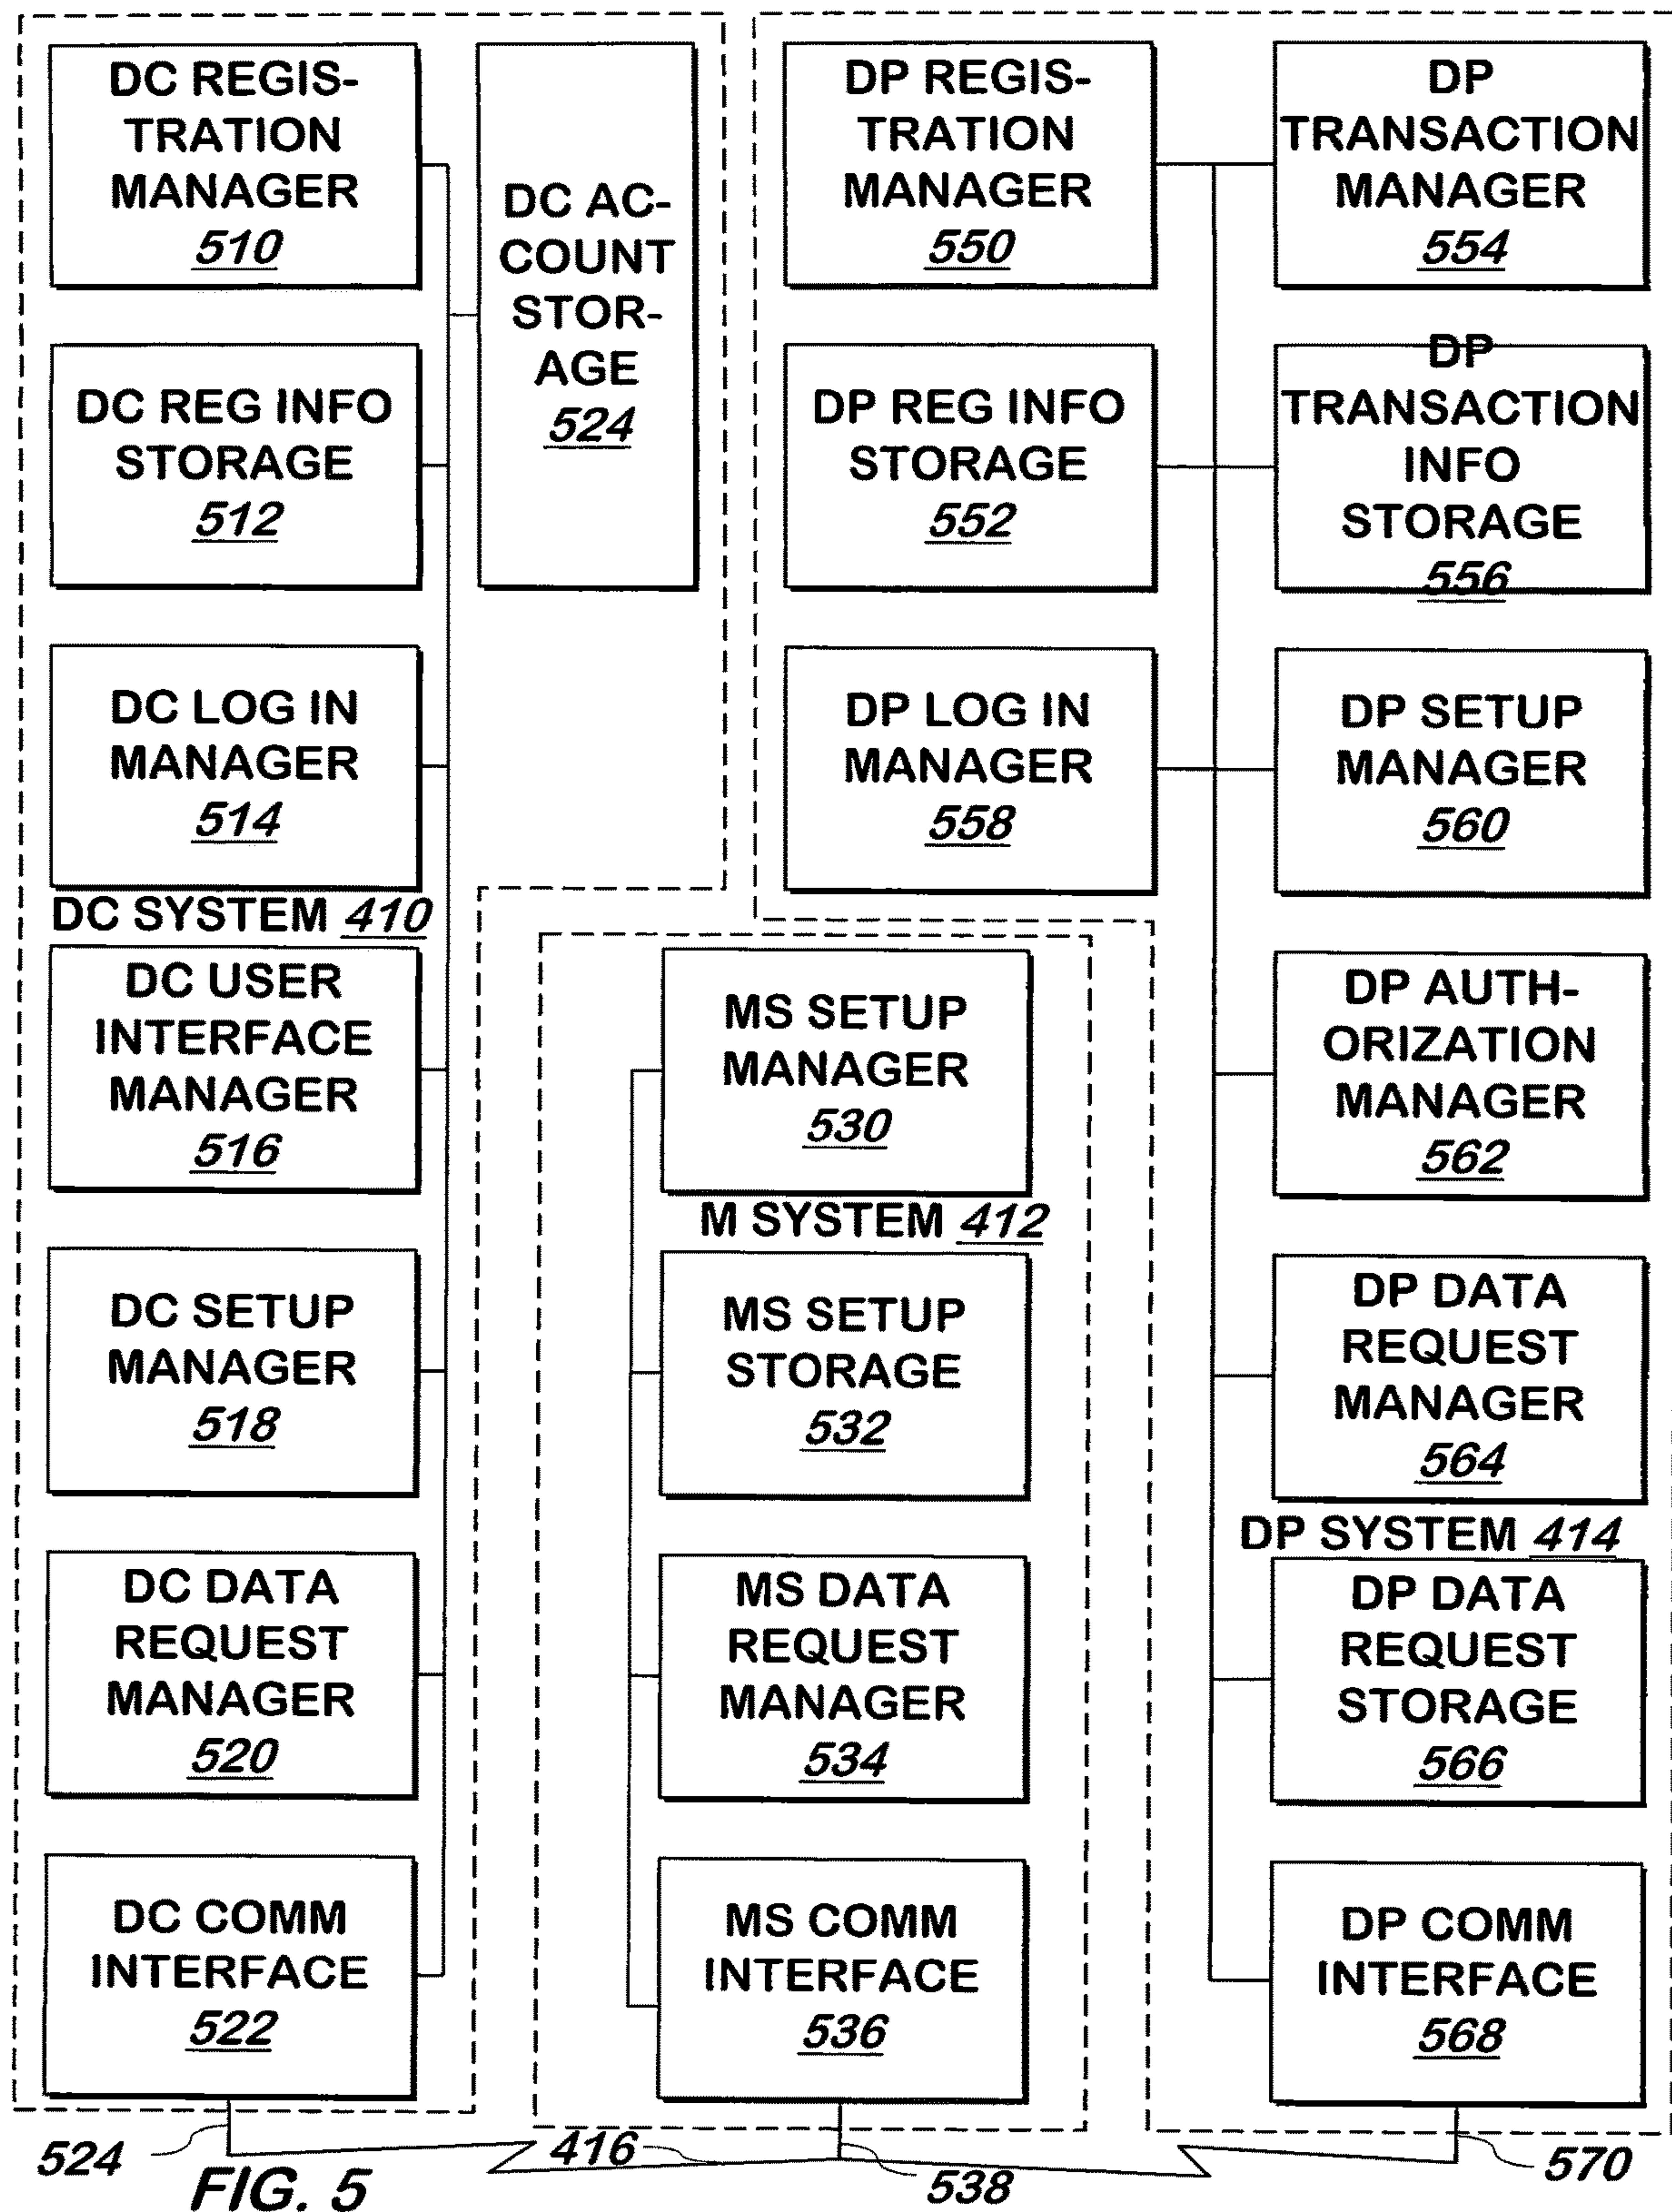 DC REGIS-
TRATION
MANAGER
510
DC AC-
COUNT
STOR-
AGE
524
DC REG INFO
STORAGE
512
DC LOG IN
MANAGER
514
DC SYSTEM 410
DC USER
INTERFACE
MANAGER
516
DC SETUP
MANAGER
518
DC DATA
REQUEST
MANAGER
520
DC COMM
INTERFACE
522
524
MS SETUP
MANAGER
530
M SYSTEM 412
MS SETUP
STORAGE
532
MS DATA
REQUEST
MANAGER
534
MS COMM
INTERFACE
536
416
538
DP REGIS-
TRATION
MANAGER
550
DP
TRANSACTION
MANAGER
554
DP REG INFO
STORAGE
552
DP
TRANSACTION
INFO
STORAGE
556
DP LOG IN
MANAGER
558
DP SETUP
MANAGER
560
DP AUTH-
ORIZATION
MANAGER
562
DP DATA
REQUEST
MANAGER
564
DP SYSTEM 414
DP DATA
REQUEST
STORAGE
566
DP COMM
INTERFACE
568
570
FIG. 5